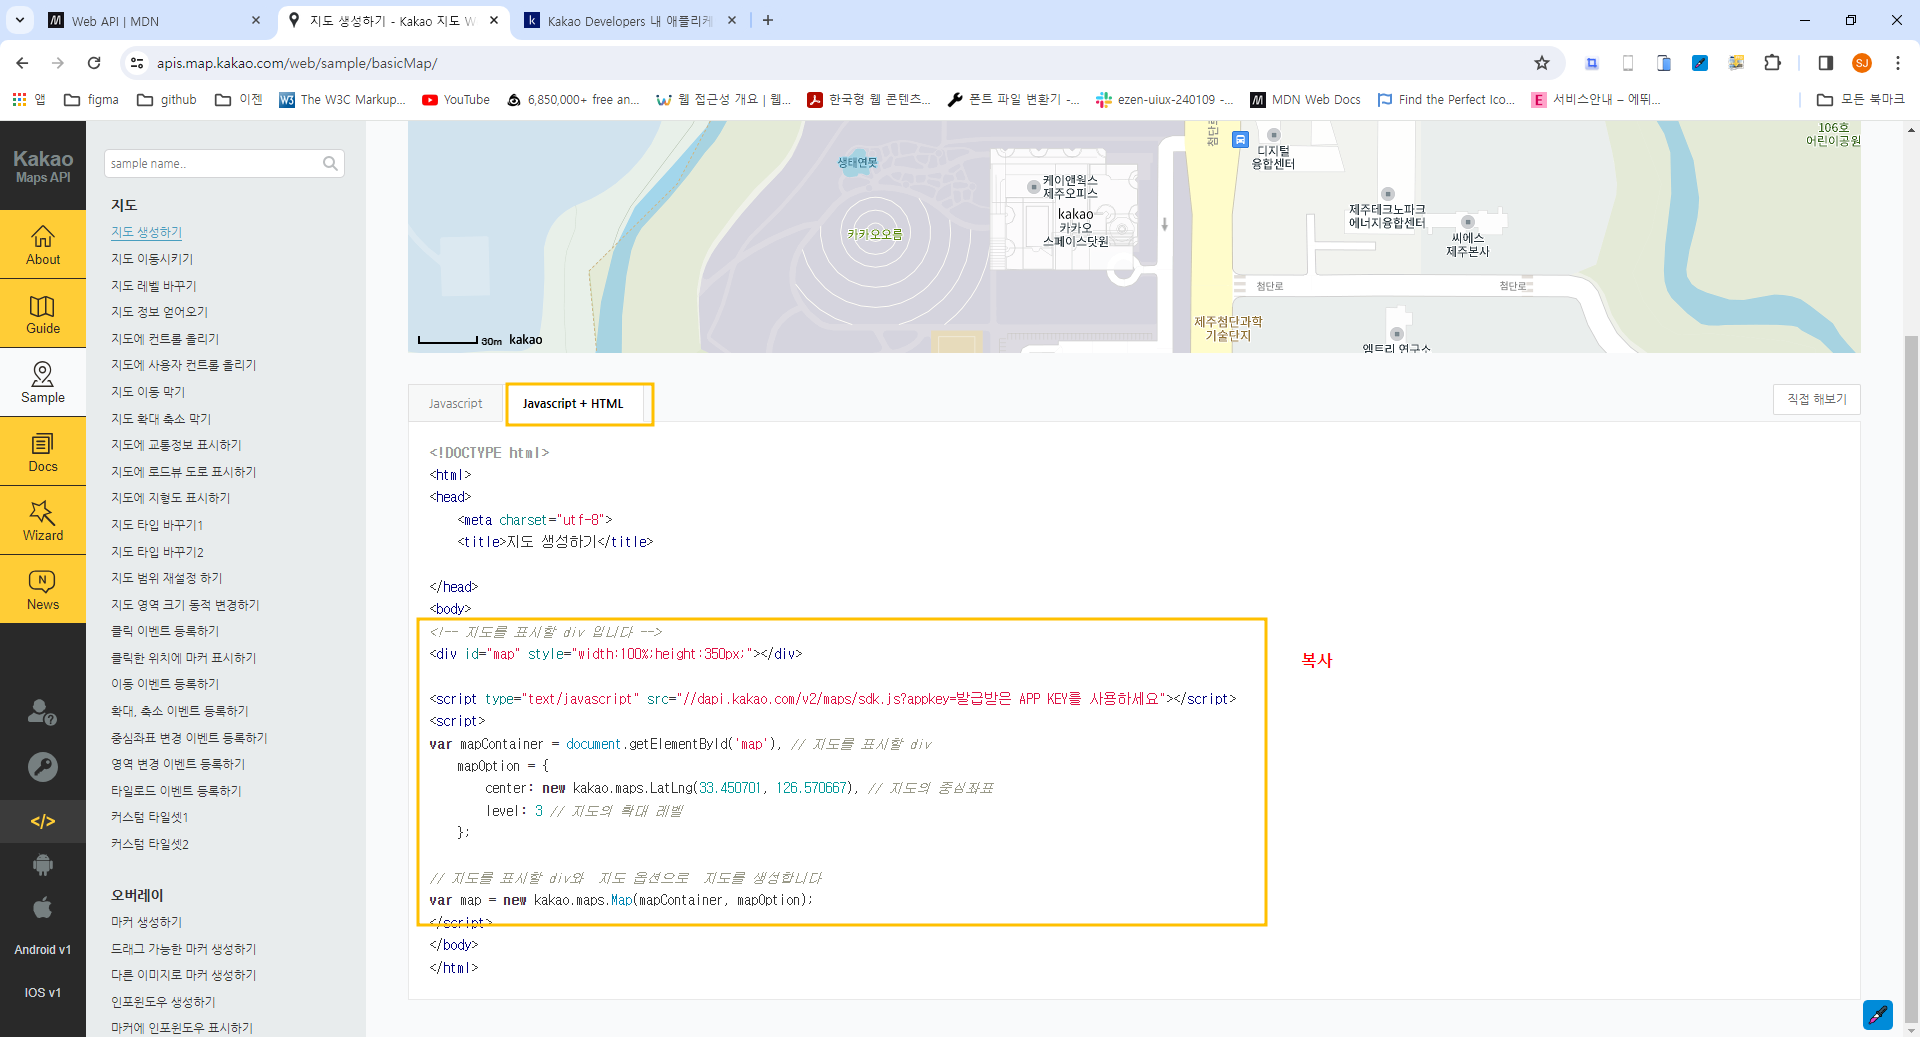 Web API | MDN
지도 생성하기 - Kakao 지도 W
Kakao Developers 내 애플리케
apis.map.kakao.com/web/sample/basicMap/
SJ
앱
figma
github
이젠
The W3C Markup...
YouTube
6,850,000+ free an...
웹 접근성 개요 | 웹...
한국형 웹 콘텐츠...
폰트 파일 변환기 -...
ezen-uiux-240109 -...
MDN Web Docs
Find the Perfect Ico...
서비스안내 – 에뛰...
모든 북마크
Kakao
Maps API
About
Guide
Sample
Docs
Wizard
News
Android v1
IOS v1
sample name..
지도
지도 생성하기
지도 이동시키기
지도 레벨 바꾸기
지도 정보 얻어오기
지도에 컨트롤 올리기
지도에 사용자 컨트롤 올리기
지도 이동 막기
지도 확대 축소 막기
지도에 교통정보 표시하기
지도에 로드뷰 도로 표시하기
지도에 지형도 표시하기
지도 타입 바꾸기1
지도 타입 바꾸기2
지도 범위 재설정 하기
지도 영역 크기 동적 변경하기
클릭 이벤트 등록하기
클릭한 위치에 마커 표시하기
이동 이벤트 등록하기
확대, 축소 이벤트 등록하기
중심좌표 변경 이벤트 등록하기
영역 변경 이벤트 등록하기
타일로드 이벤트 등록하기
커스텀 타일셋1
커스텀 타일셋2
오버레이
마커 생성하기
드래그 가능한 마커 생성하기
다른 이미지로 마커 생성하기
인포윈도우 생성하기
마커에 인포윈도우 표시하기
생태연못
카카오오름
케이앤웍스
제주오피스
kakao
카카오
스페이스닷원
디지털
융합센터
제주테크노파크
에너지융합센터
씨에스
제주본사
106호
어린이공원
첨단로
첨단로
제주첨단과학
기술단지
엠트리 연구소
30m kakao
Javascript
Javascript + HTML
직접 해보기
<!DOCTYPE html>
<html>
<head>
<meta charset="utf-8">
<title>지도 생성하기</title>
</head>
<body>
<!-- 지도를 표시할 div 입니다 -->
<div id="map" style="width:100%;height:350px;"></div>
<script type="text/javascript" src="//dapi.kakao.com/v2/maps/sdk.js?appkey=발급받은 APP KEY를 사용하세요"></script>
<script>
var mapContainer = document.getElementById('map'), // 지도를 표시할 div
mapOption = {
center: new kakao.maps.LatLng(33.450701, 126.570667), // 지도의 중심좌표
level: 3 // 지도의 확대 레벨
};
// 지도를 표시할 div와  지도 옵션으로  지도를 생성합니다
var map = new kakao.maps.Map(mapContainer, mapOption);
</script>
</body>
</html>
복사